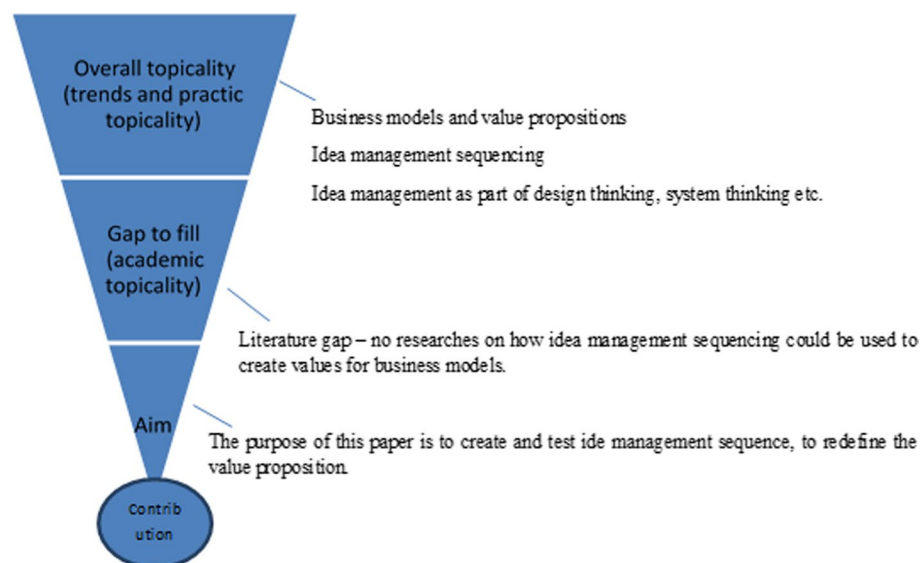 Overall topicality
(trends and practic
topicality)
Business models and value propositions
Idea management sequencing
Idea management as part of design thinking, system thinking etc.
Gap to fill
(academic
topicality)
Literature gap – no researches on how idea management sequencing could be used to
create values for business models.
Aim
The purpose of this paper is to create and test ide management sequence, to redefine the
value proposition.
Contrib
ution